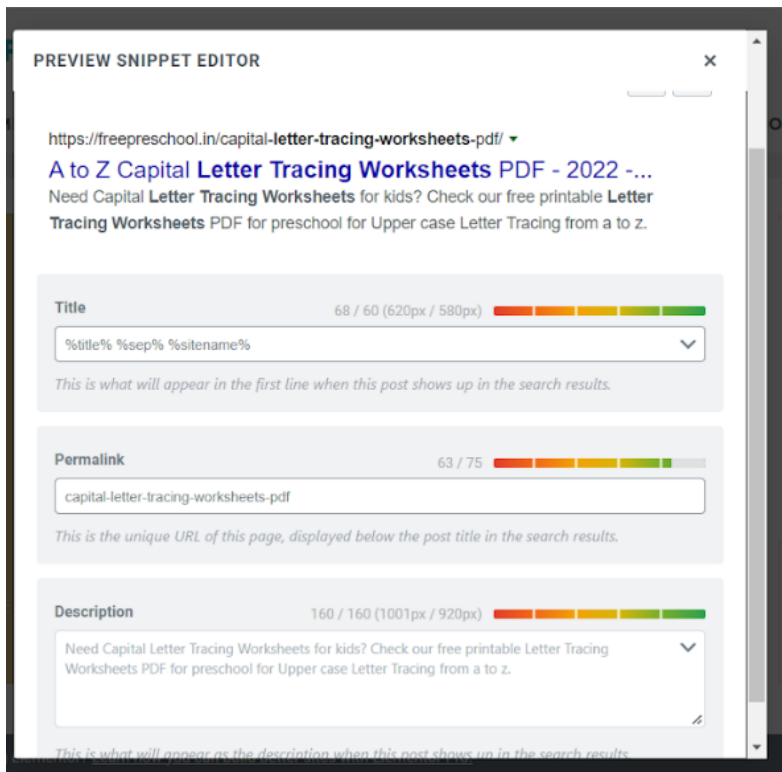 PREVIEW SNIPPET EDITOR
https://freepreschool.in/capital-letter-tracing-worksheets-pdf/
A to Z Capital Letter Tracing Worksheets PDF - 2022 -...
Need Capital Letter Tracing Worksheets for kids? Check our free printable Letter
Tracing Worksheets PDF for preschool for Upper case Letter Tracing from a to z.
Title
68 / 60 (620px / 580px)
%title% %sep% %sitename%
This is what will appear in the first line when this post shows up in the search results.
Permalink
63 / 75
capital-letter-tracing-worksheets-pdf
This is the unique URL of this page, displayed below the post title in the search results.
Description
160 / 160 (1001px / 920px)
Need Capital Letter Tracing Worksheets for kids? Check our free printable Letter Tracing
Worksheets PDF for preschool for Upper case Letter Tracing from a to z.
This is what will appear as the description when this post shows up in the search results.